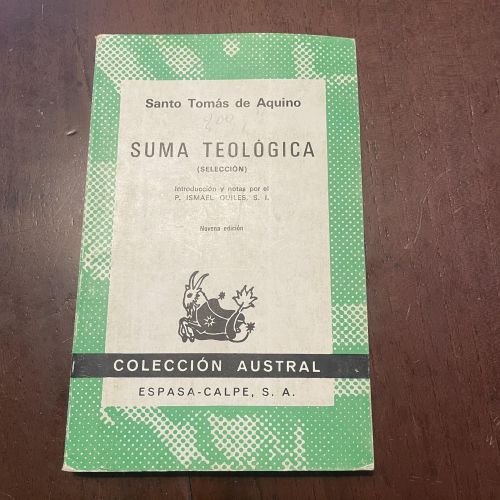 Santo Tomás de Aquino
SUMA TEOLÓGICA
(SELECCIÓN)
Introducción y notas por el
P. ISMAEL QUILES, S. I.
Novena edición
COLECCIÓN AUSTRAL
ESPASA-CALPE, S. A.